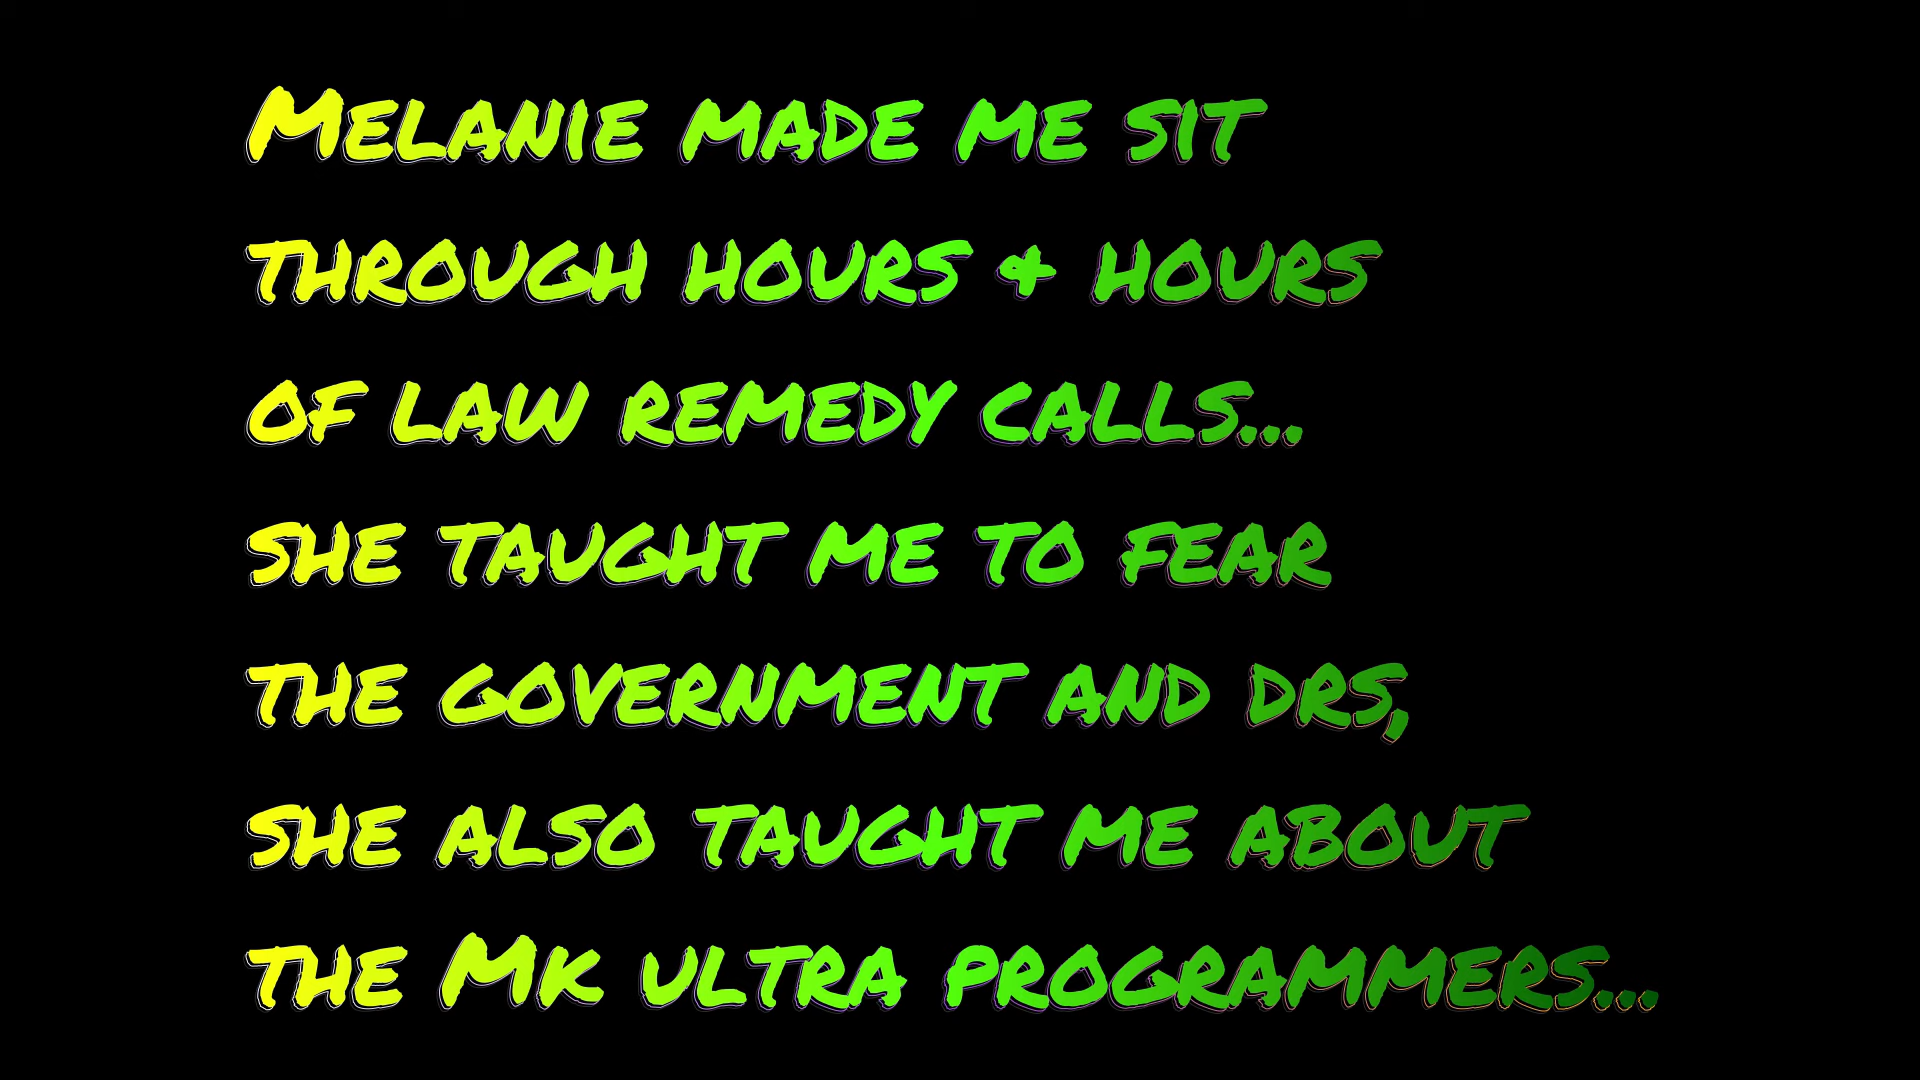 Melanie made me sit
through hours & hours
of law remedy calls...
she taught me to fear
the government and drs,
she also taught me about
the Mk ultra programmers...